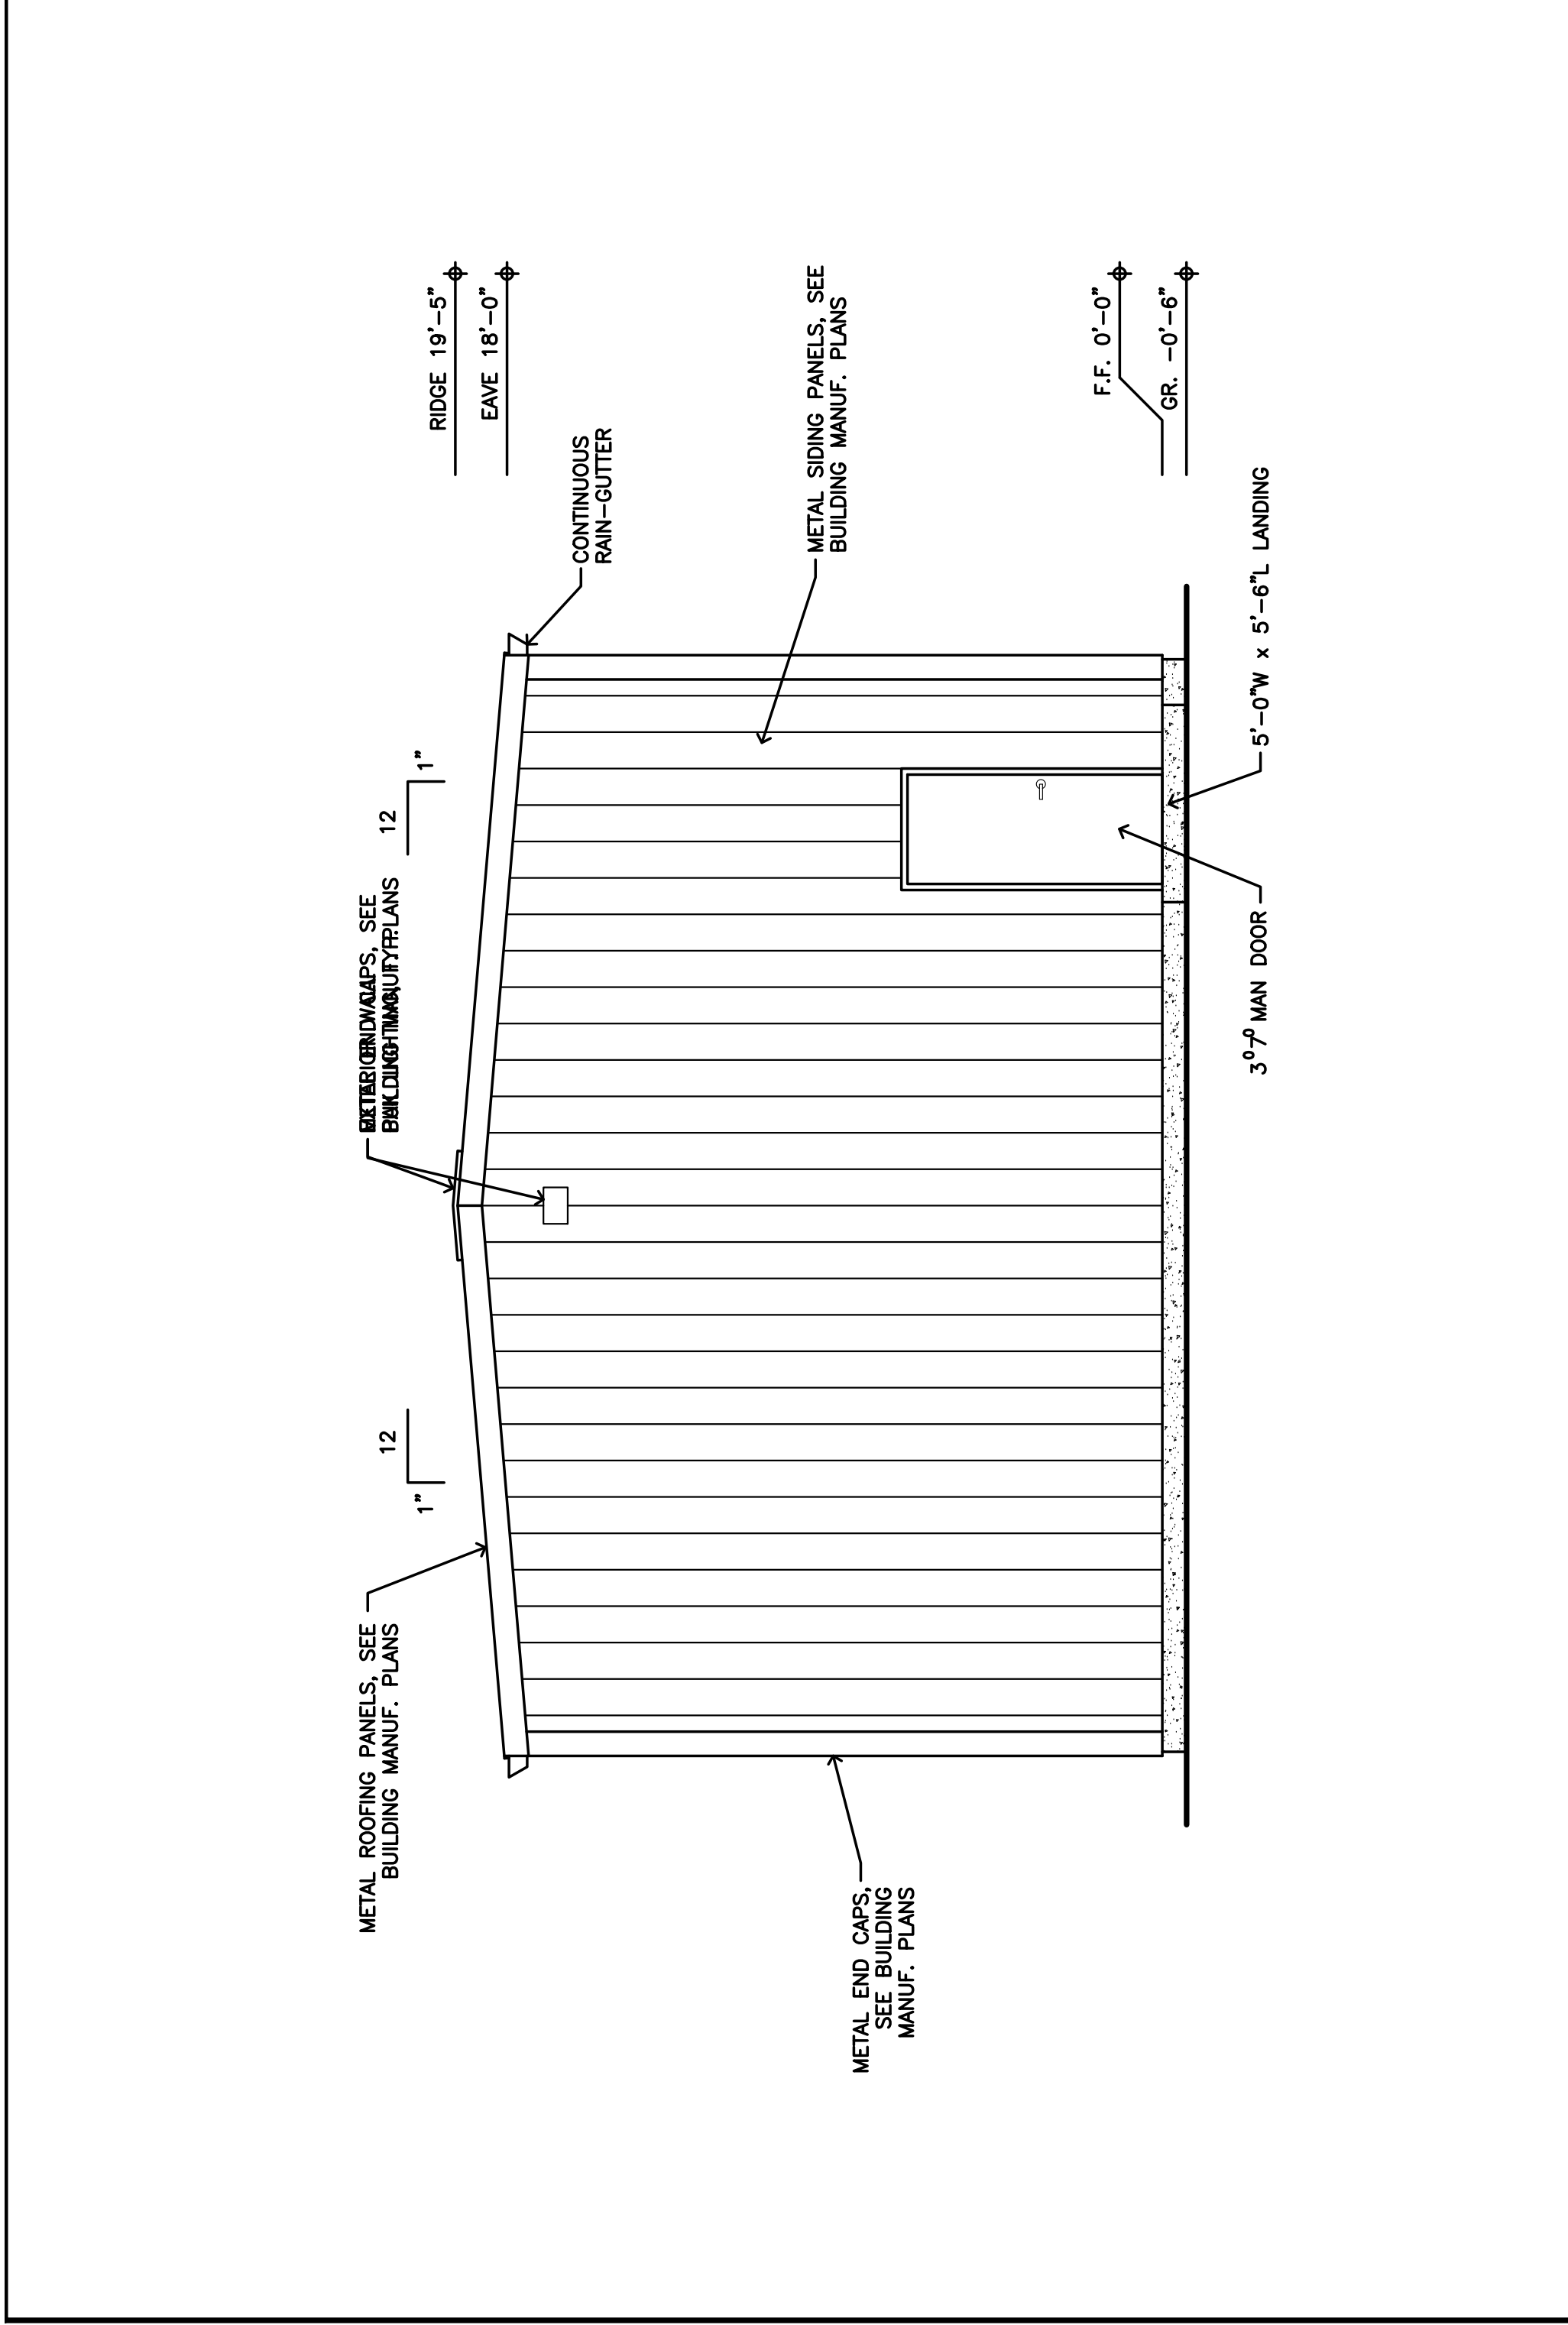 METAL ROOFING PANELS, SEE
BUILDING MANUF. PLANS
12
1"
12
1"
RIDGE 19'-5"
EAVE 18'-0"
CONTINUOUS
RAIN-GUTTER
METAL SIDING PANELS, SEE
BUILDING MANUF. PLANS
METAL END CAPS,
SEE BUILDING
MANUF. PLANS
F.F. 0'-0"
GR. -0'-6"
3⁰7⁰ MAN DOOR
5'-0"W x 5'-6"L LANDING